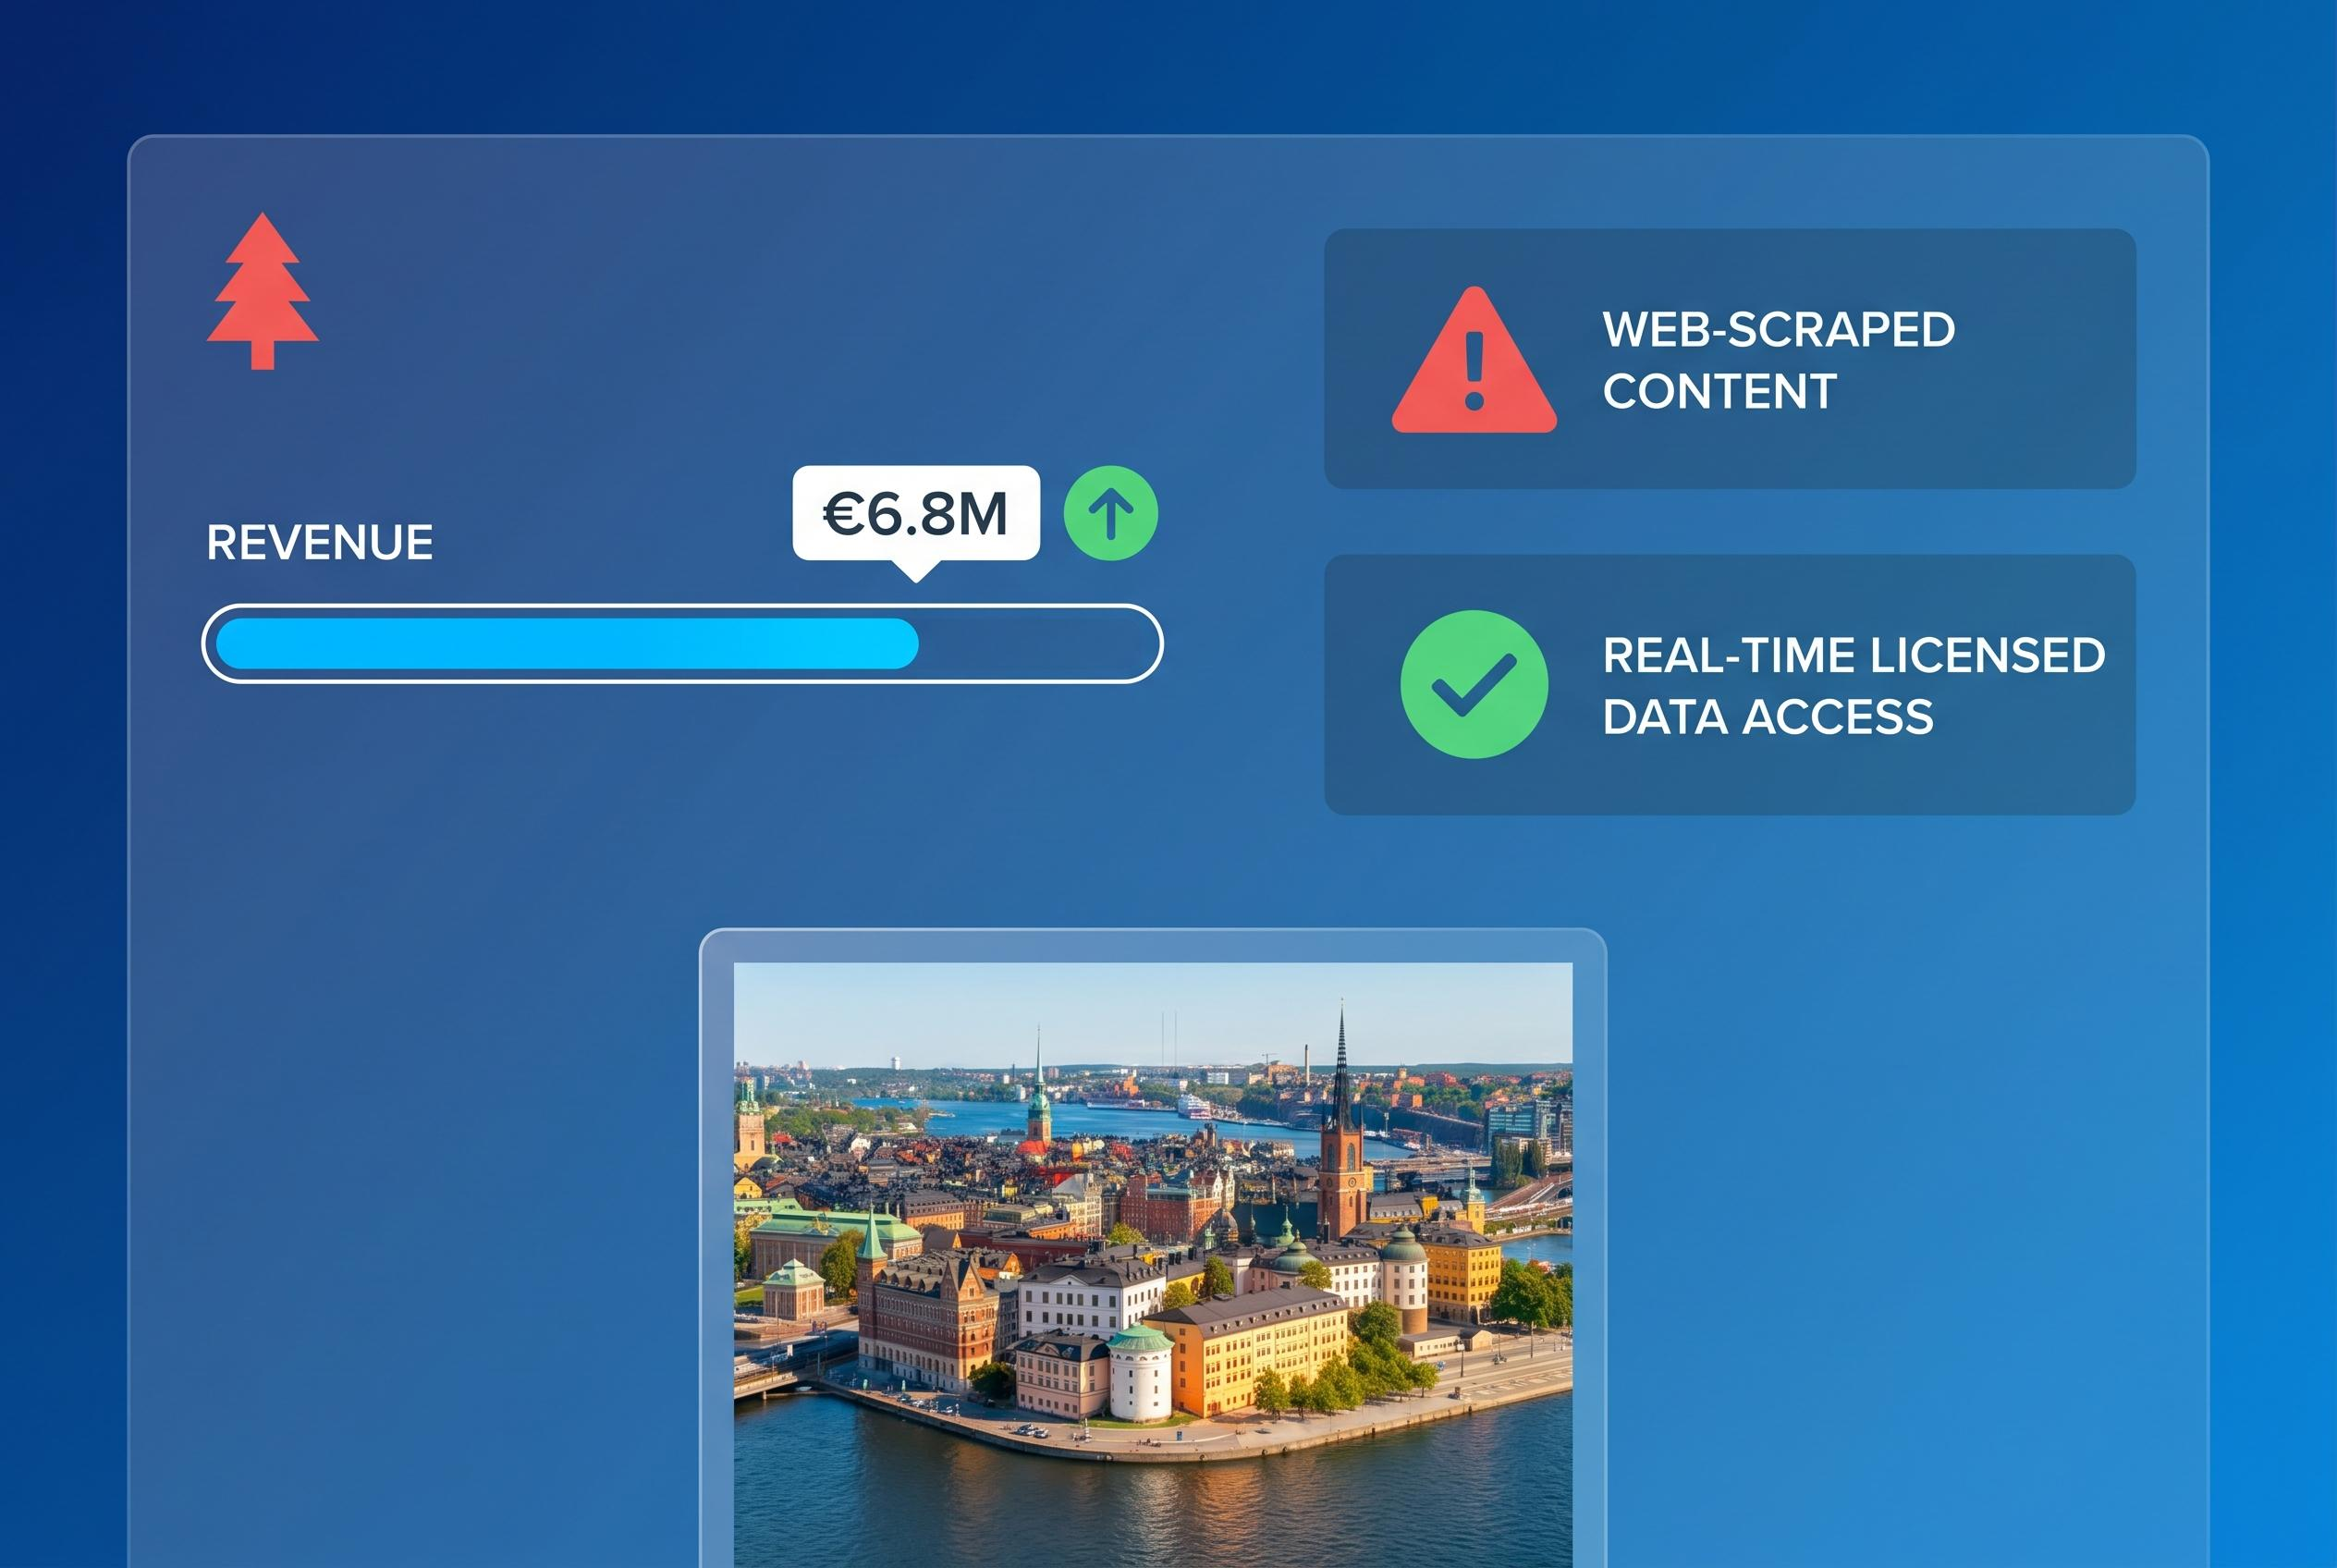 REVENUE
€6.8M
WEB-SCRAPED
CONTENT
REAL-TIME LICENSED
DATA ACCESS